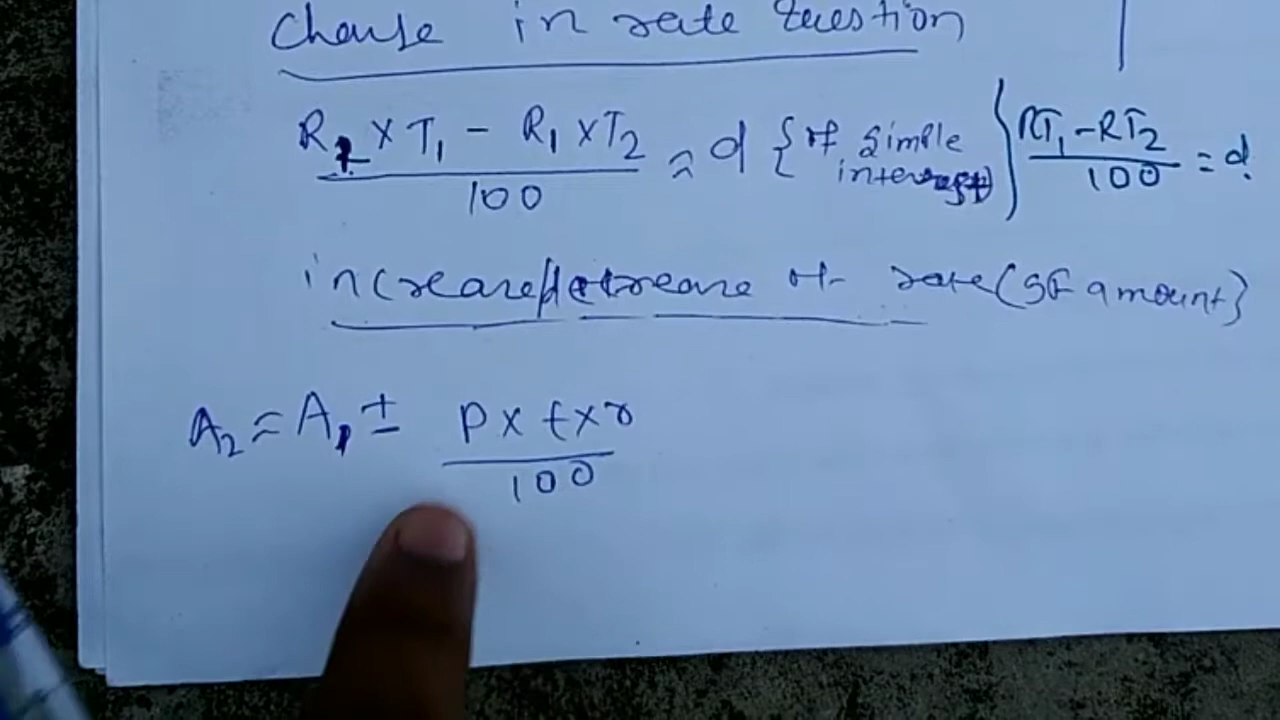 Change in rate Question
R2 × T1 − R1 × T2 / 100 = d { if simple interest } RT1 − RT2 / 100 = d
increase/decrease of rate (SI amount}
A2 = A1 ± P × t × r / 100